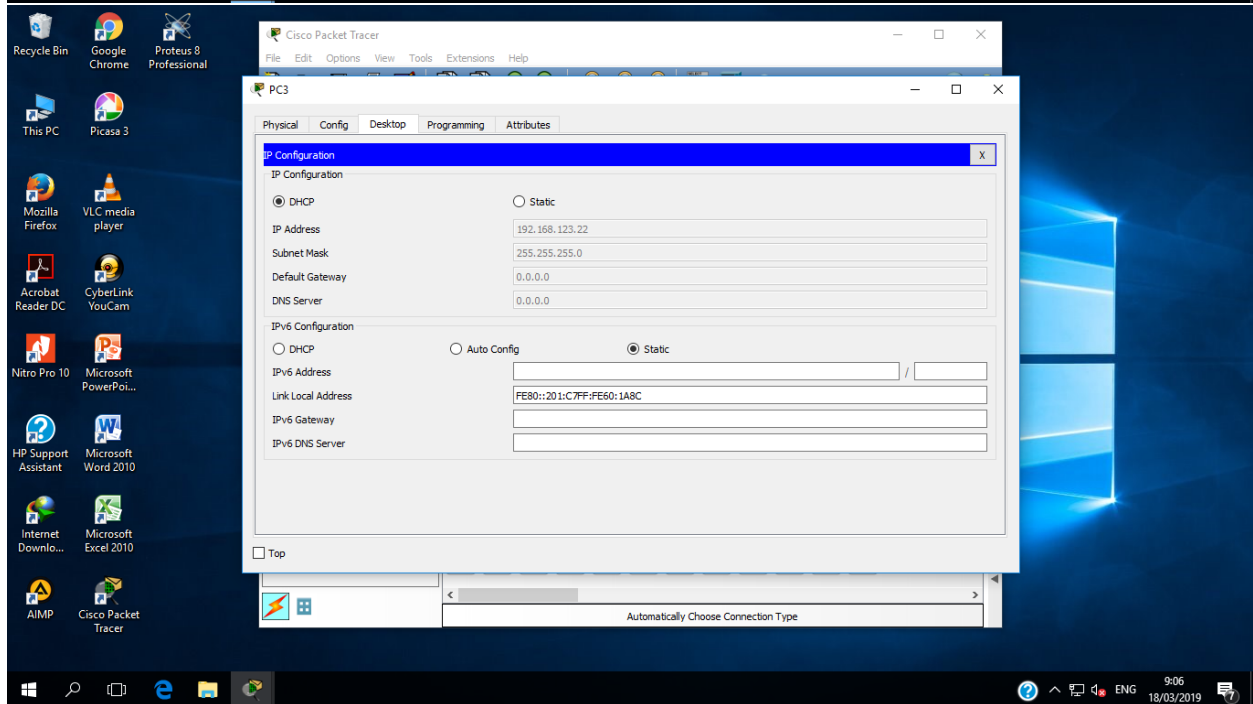 Recycle Bin
Google Chrome
Proteus 8 Professional
This PC
Picasa 3
Mozilla Firefox
VLC media player
Acrobat Reader DC
CyberLink YouCam
Nitro Pro 10
Microsoft PowerPoi...
HP Support Assistant
Microsoft Word 2010
Internet Downlo...
Microsoft Excel 2010
AIMP
Cisco Packet Tracer
Cisco Packet Tracer
File Edit Options View Tools Extensions Help
PC3
Physical Config Desktop Programming Attributes
IP Configuration X
IP Configuration
DHCP Static
IP Address 192.168.123.22
Subnet Mask 255.255.255.0
Default Gateway 0.0.0.0
DNS Server 0.0.0.0
IPv6 Configuration
DHCP Auto Config Static
IPv6 Address /
Link Local Address FE80::201:C7FF:FE60:1A8C
IPv6 Gateway
IPv6 DNS Server
Top
Automatically Choose Connection Type
ENG
9:06
18/03/2019
7